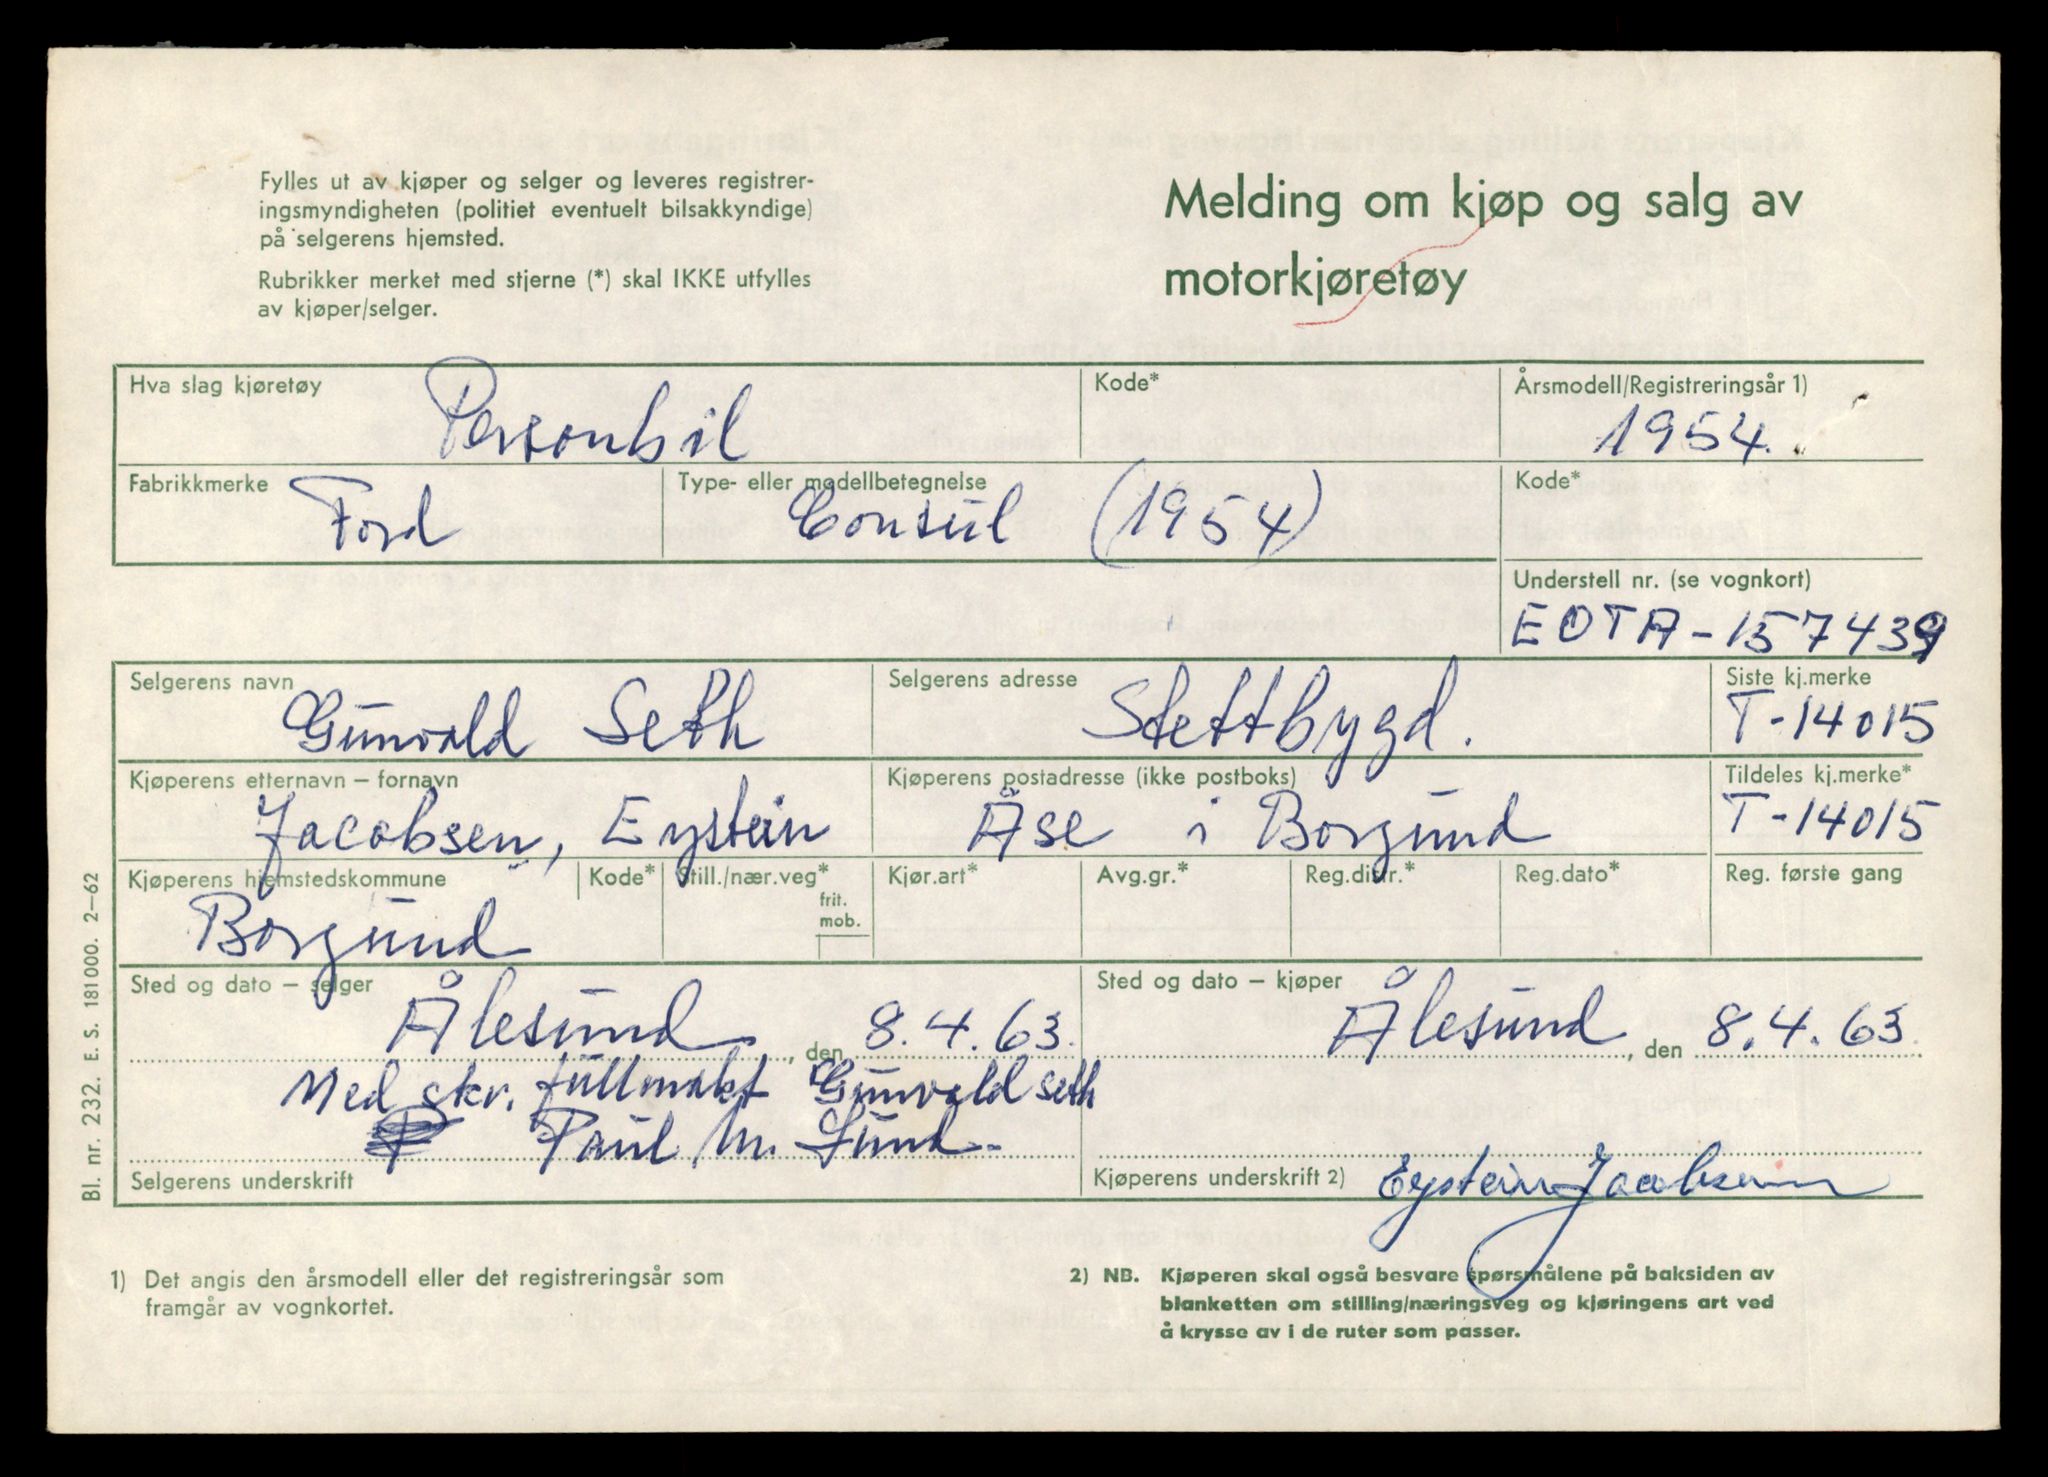 Fylles ut av kjøper og selger og leveres registrer-
ingsmyndigheten (politiet eventuelt bilsakkyndige)
på selgerens hjemsted.
Rubrikker merket med stjerne (*) skal IKKE utfylles
av kjøper/selger.
Melding om kjøp og salg av
motorkjøretøy
Hva slag kjøretøy
Personbil
Kode*
Årsmodell/Registreringsår 1)
1954.
Fabrikkmerke
Ford
Type- eller modellbetegnelse
Consul (1954)
Kode*
Understell nr. (se vognkort)
EOTA-157439
Selgerens navn
Gunvald Seth
Selgerens adresse
Stettbygd.
Siste kj.merke
T-14015
Kjøperens etternavn – fornavn
Jacobsen, Eystein
Kjøperens postadresse (ikke postboks)
Åse i Borgund
Tildeles kj.merke*
T-14015
Kjøperens hjemstedskommune
Borgund
Kode*
Still./nær.veg*
frit.
mob.
Kjør.art*
Avg.gr.*
Reg.distr.*
Reg.dato*
Reg. første gang
Sted og dato – selger
Ålesund, den 8.4.63.
Med skr. fullmakt Gunvald Seth
Paul M. Lund.
Selgerens underskrift
Sted og dato – kjøper
Ålesund, den 8.4.63.
Kjøperens underskrift 2) Eystein Jacobsen
1) Det angis den årsmodell eller det registreringsår som
framgår av vognkortet.
2) NB. Kjøperen skal også besvare spørsmålene på baksiden av
blanketten om stilling/næringsveg og kjøringens art ved
å krysse av i de ruter som passer.
Bl. nr. 232. E. S. 181000. 2–62